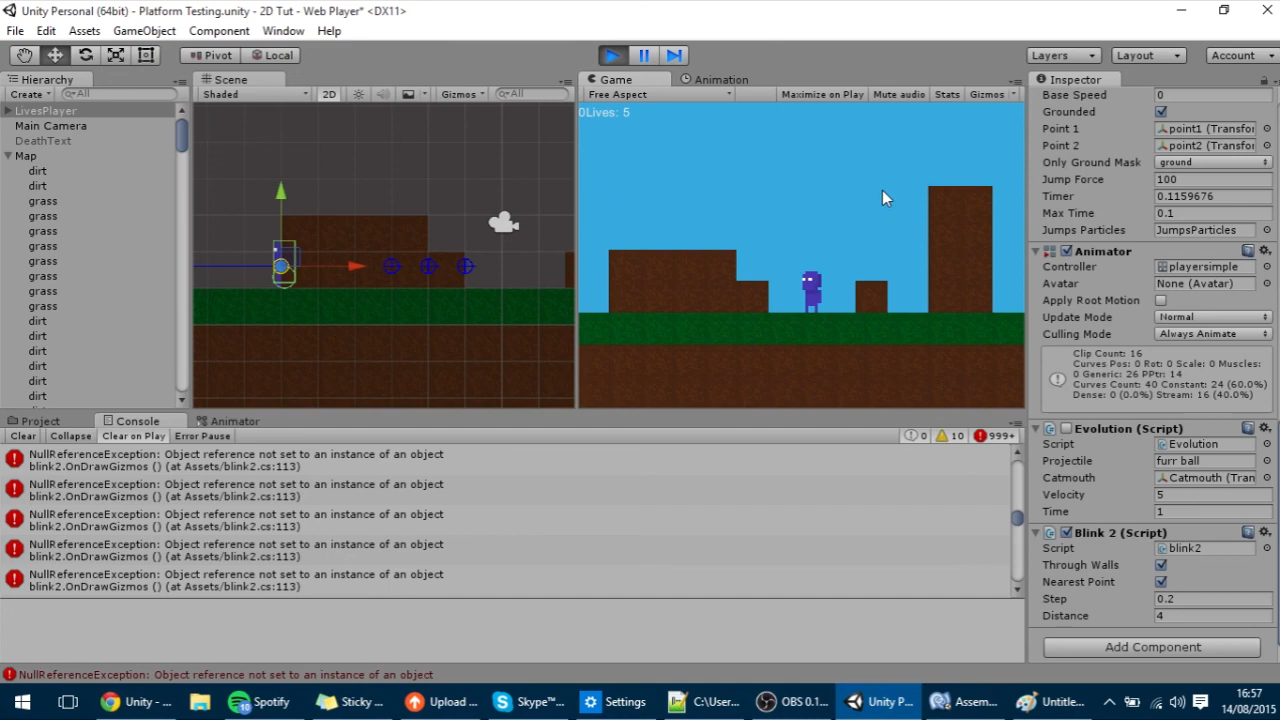 Unity Personal (64bit) - Platform Testing.unity - 2D Tut - Web Player* <DX11>
File Edit Assets GameObject Component Window Help
Pivot Local Layers Layout Account
Hierarchy
Create All
LivesPlayer
Main Camera
DeathText
Map
dirt
dirt
grass
grass
grass
grass
grass
grass
grass
grass
dirt
dirt
dirt
dirt
dirt
dirt
Scene
Shaded 2D Gizmos All
Game Animation
Free Aspect Maximize on Play Mute audio Stats Gizmos
0Lives: 5
Inspector
Base Speed 0
Grounded
Point 1 point1 (Transfor
Point 2 point2 (Transfor
Only Ground Mask ground
Jump Force 100
Timer 0.1159676
Max Time 0.1
Jumps Particles JumpsParticles
Animator
Controller playersimple
Avatar None (Avatar)
Apply Root Motion
Update Mode Normal
Culling Mode Always Animate
Clip Count: 16
Curves Pos: 0 Rot: 0 Scale: 0 Muscles:
0 Generic: 26 PPtr: 14
Curves Count: 40 Constant: 24 (60.0%)
Dense: 0 (0.0%) Stream: 16 (40.0%)
Evolution (Script)
Script Evolution
Projectile furr ball
Catmouth Catmouth (Tran
Velocity 5
Time 1
Blink 2 (Script)
Script blink2
Through Walls
Nearest Point
Step 0.2
Distance 4
Add Component
Project Console Animator
Clear Collapse Clear on Play Error Pause 0 10 999+
NullReferenceException: Object reference not set to an instance of an object
blink2.OnDrawGizmos () (at Assets/blink2.cs:113)
NullReferenceException: Object reference not set to an instance of an object
blink2.OnDrawGizmos () (at Assets/blink2.cs:113)
NullReferenceException: Object reference not set to an instance of an object
blink2.OnDrawGizmos () (at Assets/blink2.cs:113)
NullReferenceException: Object reference not set to an instance of an object
blink2.OnDrawGizmos () (at Assets/blink2.cs:113)
NullReferenceException: Object reference not set to an instance of an object
blink2.OnDrawGizmos () (at Assets/blink2.cs:113)
NullReferenceException: Object reference not set to an instance of an object
Unity - ... Spotify Sticky ... Upload ... Skype™... Settings C:\User... OBS 0.1... Unity P... Assem... Untitle...
16:57
14/08/2015